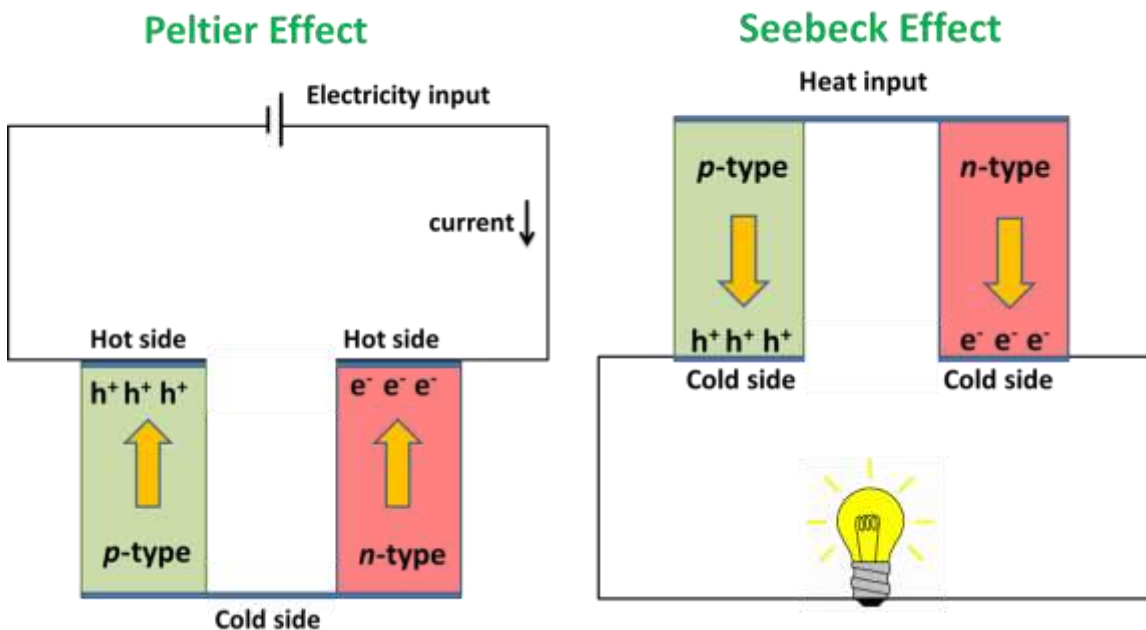 Peltier Effect
Electricity input
current
Hot side
Hot side
h⁺ h⁺ h⁺
e⁻ e⁻ e⁻
p-type
n-type
Cold side
Seebeck Effect
Heat input
p-type
n-type
h⁺ h⁺ h⁺
e⁻ e⁻ e⁻
Cold side
Cold side